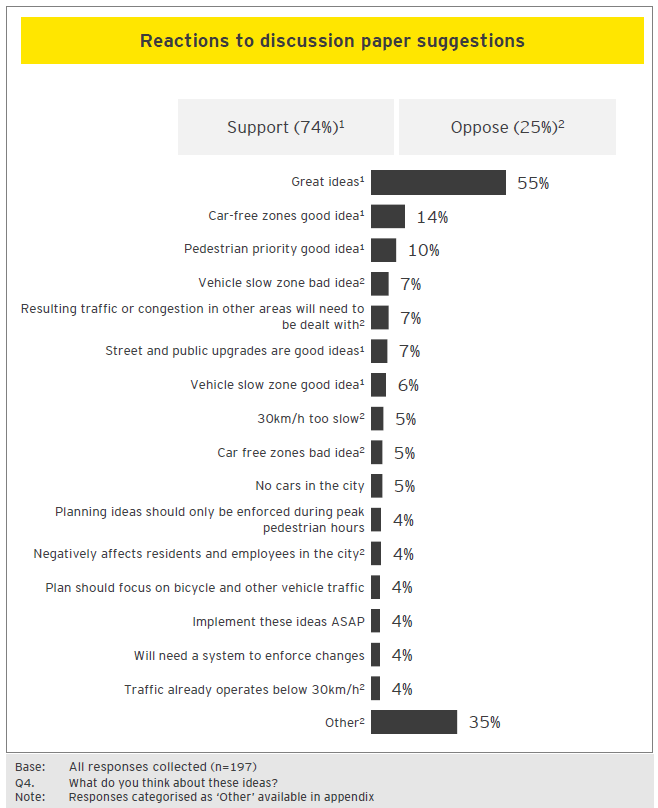 Reactions to discussion paper suggestions
Support (74%)¹
Oppose (25%)²
Great ideas¹ 55%
Car-free zones good idea¹ 14%
Pedestrian priority good idea¹ 10%
Vehicle slow zone bad idea² 7%
Resulting traffic or congestion in other areas will need to
be dealt with² 7%
Street and public upgrades are good ideas¹ 7%
Vehicle slow zone good idea¹ 6%
30km/h too slow² 5%
Car free zones bad idea² 5%
No cars in the city 5%
Planning ideas should only be enforced during peak
pedestrian hours 4%
Negatively affects residents and employees in the city² 4%
Plan should focus on bicycle and other vehicle traffic 4%
Implement these ideas ASAP 4%
Will need a system to enforce changes 4%
Traffic already operates below 30km/h² 4%
Other² 35%
Base: All responses collected (n=197)
Q4. What do you think about these ideas?
Note: Responses categorised as ‘Other’ available in appendix